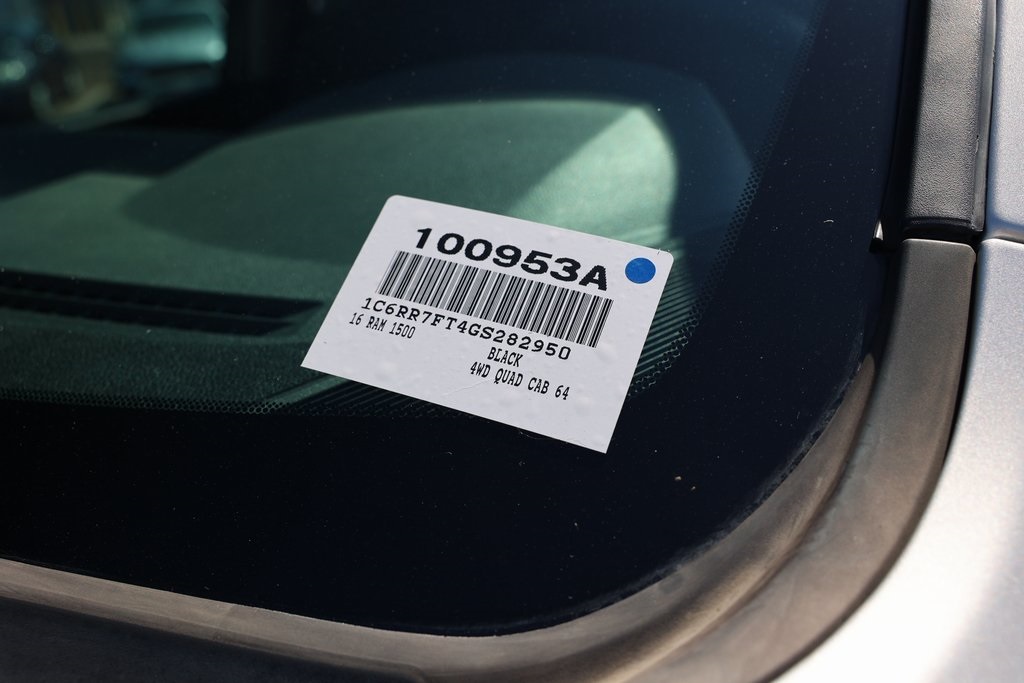 100953A
1C6RR7FT4GS282950
16 RAM 1500
BLACK
4WD QUAD CAB 64